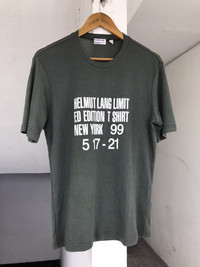 HELMUT LANG LIMIT
ED EDITION T SHIRT
NEW YORK 99
5 17-21